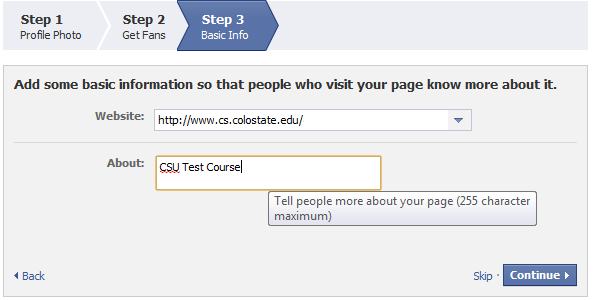 Step 1
Profile Photo
Step 2
Get Fans
Step 3
Basic Info
Add some basic information so that people who visit your page know more about it.
Website: http://www.cs.colostate.edu/
About: CSU Test Course
Tell people more about your page (255 character
maximum)
Back
Skip · Continue